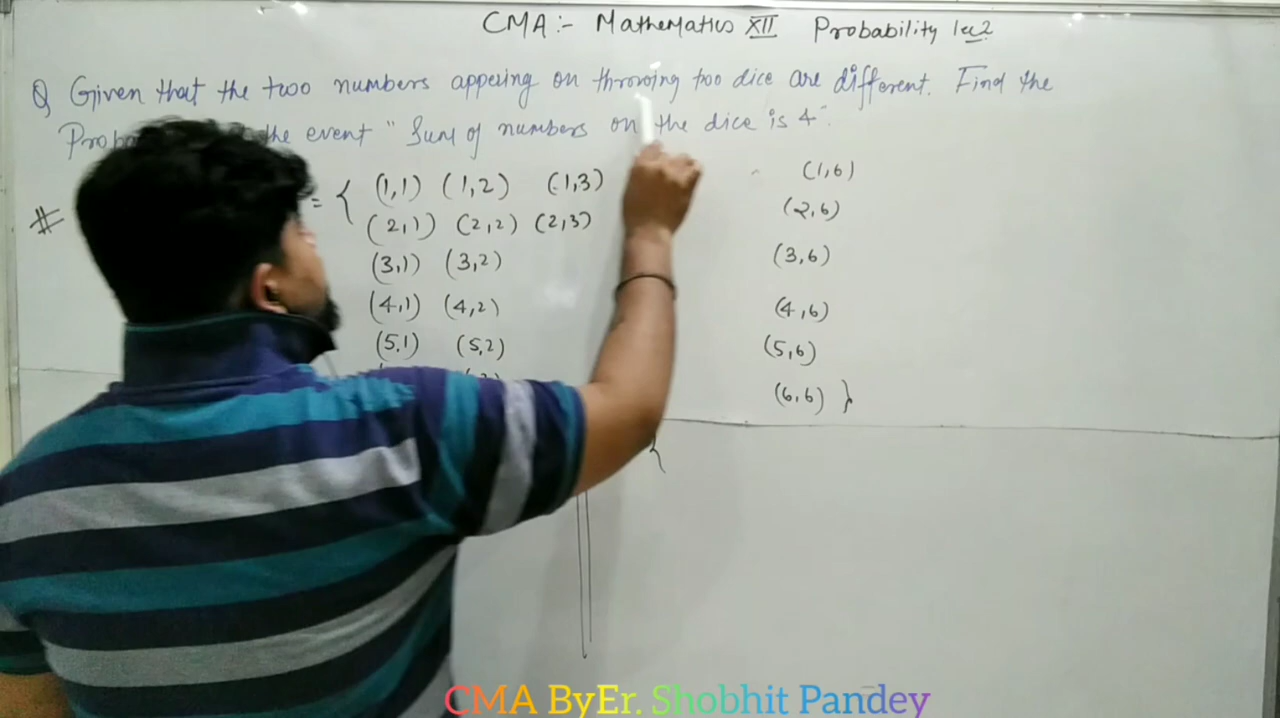 CMA :- Mathematics XII Probability lec2
Q Given that the two numbers appering on throwing two dice are different. Find the
the event "Sum of numbers on the dice is 4".
# = { (1,1) (1,2) (1,3) (1,6)
(2,1) (2,2) (2,3) (2,6)
(3,1) (3,2) (3,6)
(4,1) (4,2) (4,6)
(5,1) (5,2) (5,6)
(6,6) }
{
CMA ByEr. Shobhit Pandey